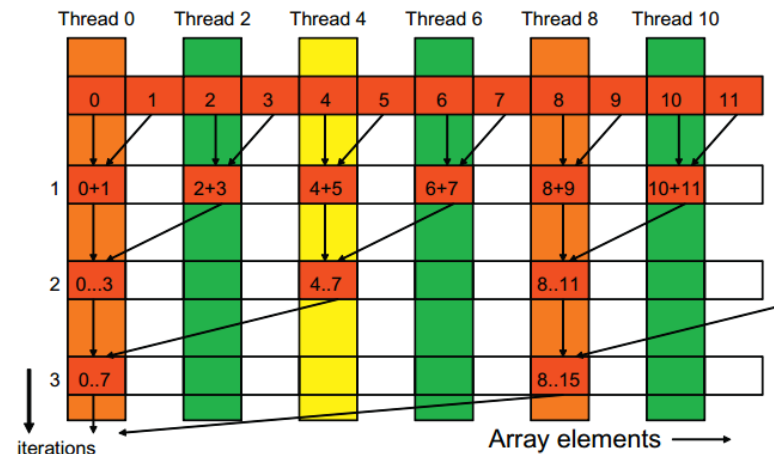 Thread 0 Thread 2 Thread 4 Thread 6 Thread 8 Thread 10
0 1 2 3 4 5 6 7 8 9 10 11
1 0+1 2+3 4+5 6+7 8+9 10+11
2 0...3 4..7 8..11
3 0..7 8..15
iterations Array elements